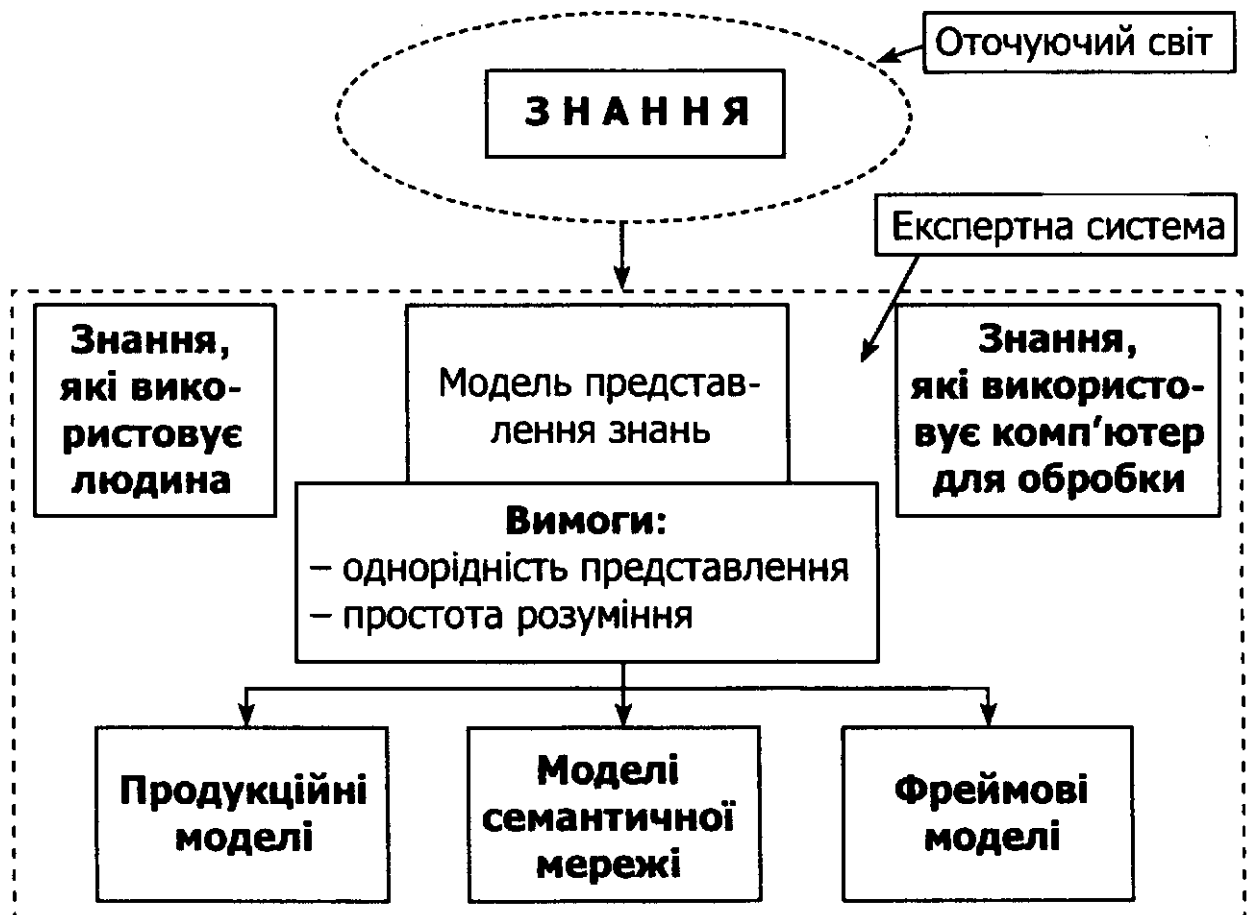 Оточуючий світ
ЗНАННЯ
Експертна система
Знання,
які вико-
ристовує
людина
Модель представ-
лення знань
Знання,
які використо-
вує комп'ютер
для обробки
Вимоги:
– однорідність представлення
– простота розуміння
Продукційні
моделі
Моделі
семантичної
мережі
Фреймові
моделі